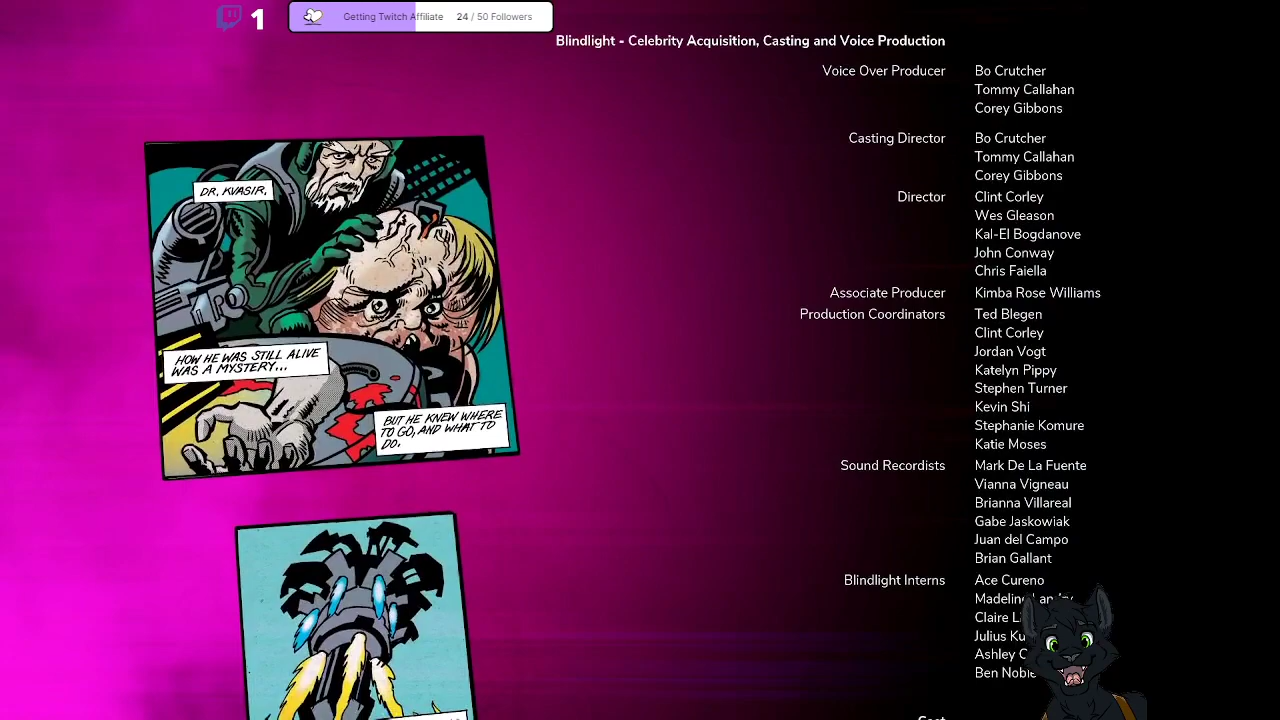 1
Getting Twitch Affiliate 24 / 50 Followers
Blindlight - Celebrity Acquisition, Casting and Voice Production
Voice Over Producer Bo Crutcher
Tommy Callahan
Corey Gibbons
Casting Director Bo Crutcher
Tommy Callahan
Corey Gibbons
Director Clint Corley
Wes Gleason
Kal-El Bogdanove
John Conway
Chris Faiella
Associate Producer Kimba Rose Williams
Production Coordinators Ted Blegen
Clint Corley
Jordan Vogt
Katelyn Pippy
Stephen Turner
Kevin Shi
Stephanie Komure
Katie Moses
Sound Recordists Mark De La Fuente
Vianna Vigneau
Brianna Villareal
Gabe Jaskowiak
Juan del Campo
Brian Gallant
Blindlight Interns Ace Cureno
Madeline
Claire
Julius
Ashley
Ben
DR. KVASIR,
HOW HE WAS STILL ALIVE
WAS A MYSTERY...
BUT HE KNEW WHERE
TO GO, AND WHAT TO
DO.